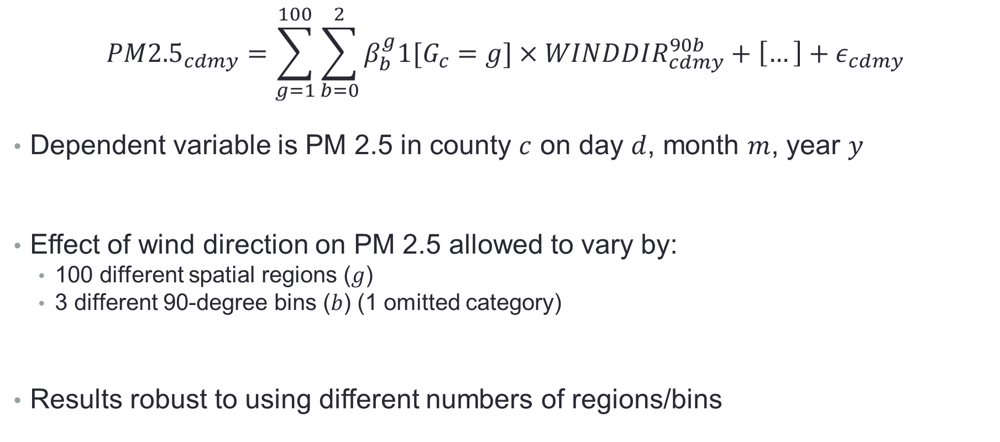 $PM2.5_{cdmy} = \sum_{g=1}^{100} \sum_{b=0}^{2} \beta_b^g 1[G_c = g] \times WINDDIR_{cdmy}^{90b} + [\ldots] + \epsilon_{cdmy}$
• Dependent variable is PM 2.5 in county c on day d, month m, year y
• Effect of wind direction on PM 2.5 allowed to vary by:
• 100 different spatial regions (g)
• 3 different 90-degree bins (b) (1 omitted category)
• Results robust to using different numbers of regions/bins